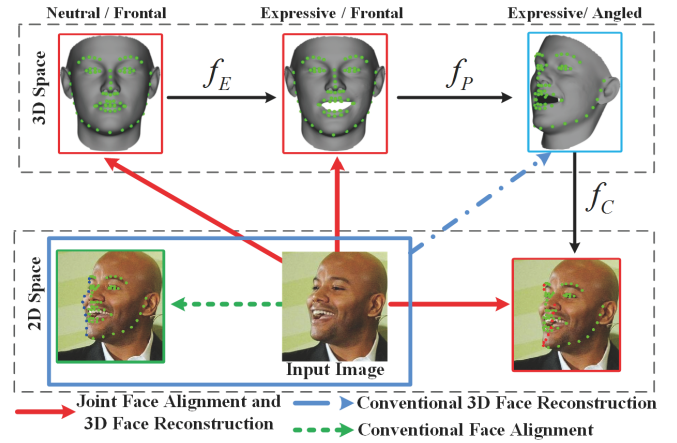 Neutral / Frontal
Expressive / Frontal
Expressive/ Angled
3D Space
f_E
f_P
f_C
2D Space
Input Image
Joint Face Alignment and
3D Face Reconstruction
Conventional 3D Face Reconstruction
Conventional Face Alignment